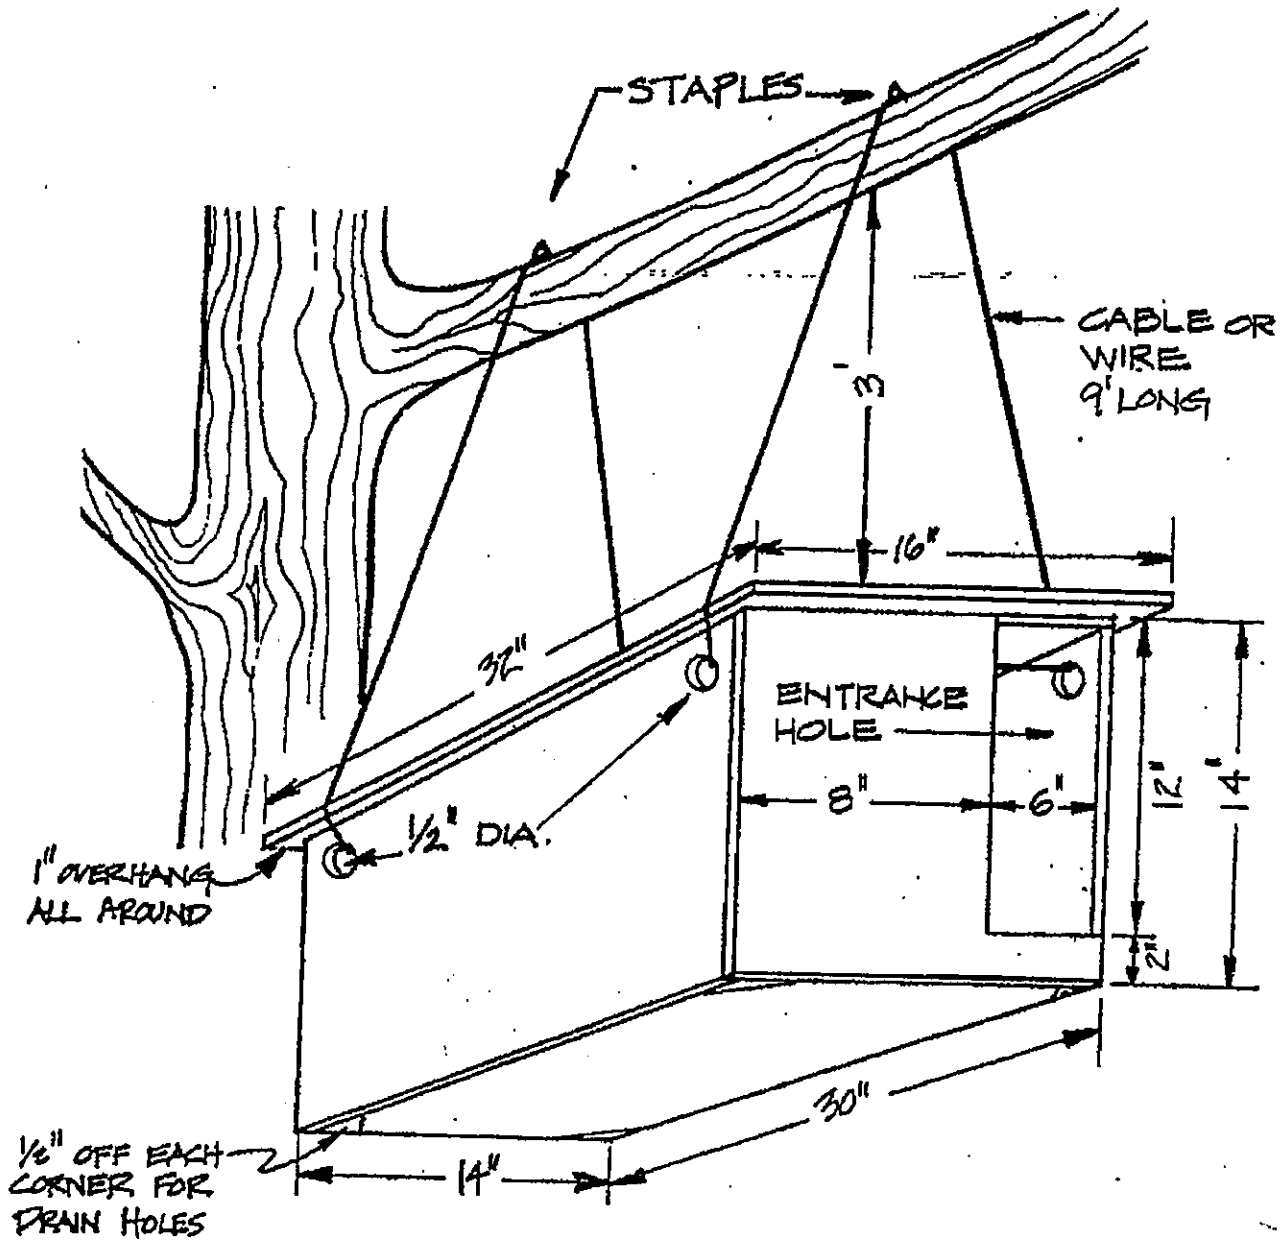 STAPLES
CABLE OR
WIRE
9' LONG
3'
16"
32"
ENTRANCE
HOLE
8"
6"
12"
14"
2"
1/2" DIA.
1" OVERHANG
ALL AROUND
30"
14"
1/2" OFF EACH
CORNER FOR
DRAIN HOLES